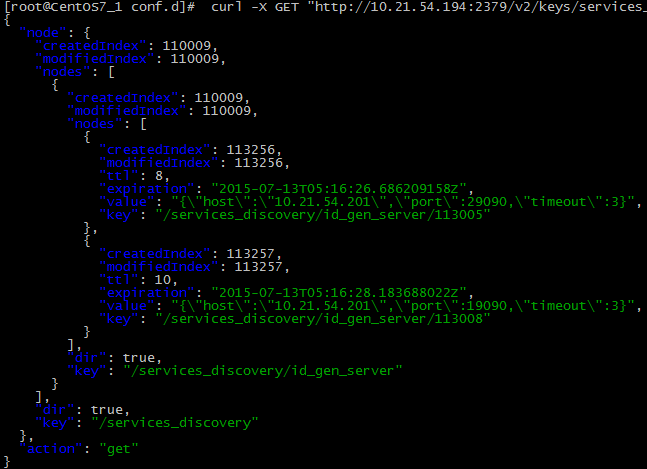 [root@CentOS7_1 conf.d]#  curl -X GET "http://10.21.54.194:2379/v2/keys/services_
{
  "node": {
    "createdIndex": 110009,
    "modifiedIndex": 110009,
    "nodes": [
      {
        "createdIndex": 110009,
        "modifiedIndex": 110009,
        "nodes": [
          {
            "createdIndex": 113256,
            "modifiedIndex": 113256,
            "ttl": 8,
            "expiration": "2015-07-13T05:16:26.686209158Z",
            "value": "{\"host\":\"10.21.54.201\",\"port\":29090,\"timeout\":3}",
            "key": "/services_discovery/id_gen_server/113005"
          },
          {
            "createdIndex": 113257,
            "modifiedIndex": 113257,
            "ttl": 10,
            "expiration": "2015-07-13T05:16:28.183688022Z",
            "value": "{\"host\":\"10.21.54.201\",\"port\":19090,\"timeout\":3}",
            "key": "/services_discovery/id_gen_server/113008"
          }
        ],
        "dir": true,
        "key": "/services_discovery/id_gen_server"
      }
    ],
    "dir": true,
    "key": "/services_discovery"
  },
  "action": "get"
}